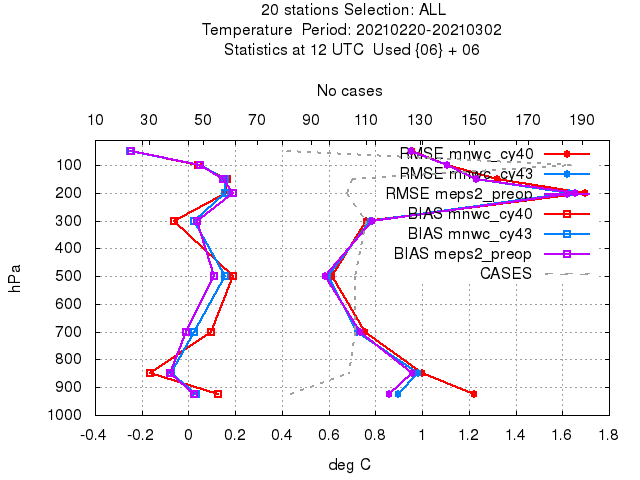 20 stations Selection: ALL
Temperature Period: 20210220-20210302
Statistics at 12 UTC Used {06} + 06
No cases
10 30 50 70 90 110 130 150 170 190
RMSE mnwc_cy40
RMSE mnwc_cy43
RMSE meps2_preop
BIAS mnwc_cy40
BIAS mnwc_cy43
BIAS meps2_preop
CASES
hPa
100
200
300
400
500
600
700
800
900
1000
-0.4 -0.2 0 0.2 0.4 0.6 0.8 1 1.2 1.4 1.6 1.8
deg C